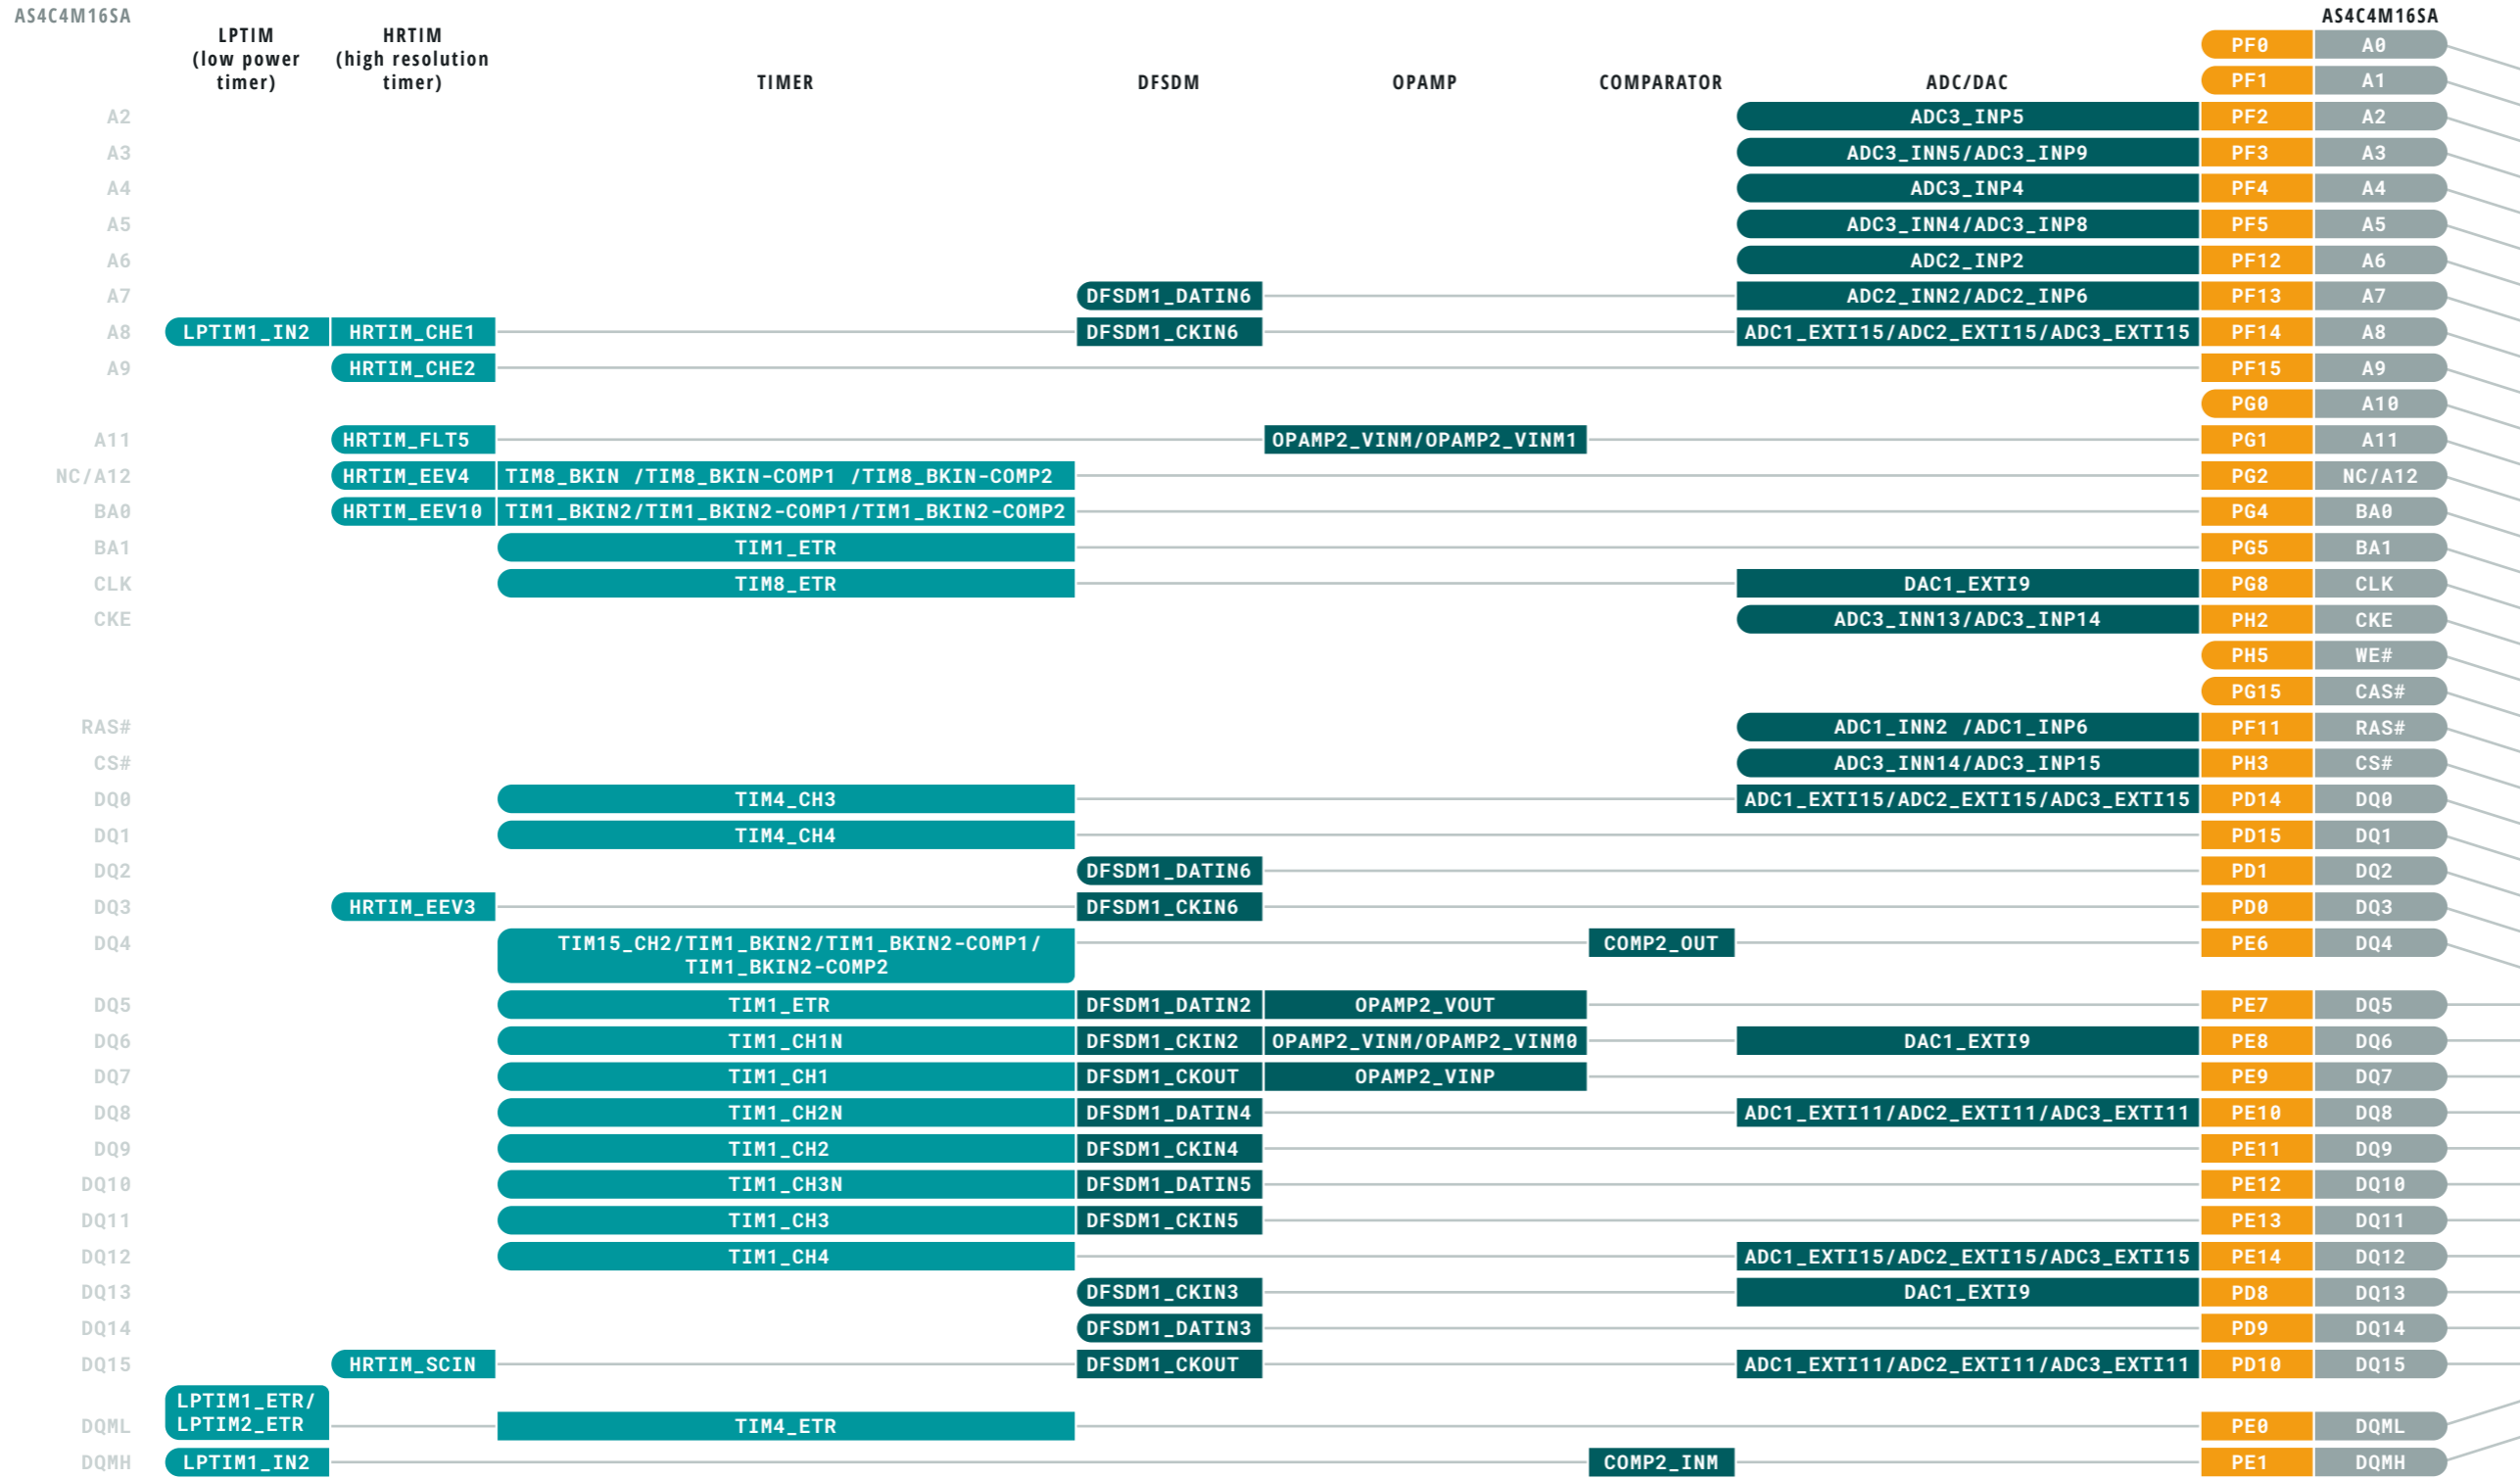 AS4C4M16SA AS4C4M16SA
LPTIM HRTIM PF0 A0
(low power (high resolution
timer) timer) TIMER DFSDM OPAMP COMPARATOR ADC/DAC PF1 A1
A2 ADC3_INP5 PF2 A2
A3 ADC3_INN5/ADC3_INP9 PF3 A3
A4 ADC3_INP4 PF4 A4
A5 ADC3_INN4/ADC3_INP8 PF5 A5
A6 ADC2_INP2 PF12 A6
A7 DFSDM1_DATIN6 ADC2_INN2/ADC2_INP6 PF13 A7
A8 LPTIM1_IN2 HRTIM_CHE1 DFSDM1_CKIN6 ADC1_EXTI15/ADC2_EXTI15/ADC3_EXTI15 PF14 A8
A9 HRTIM_CHE2 PF15 A9
PG0 A10
A11 HRTIM_FLT5 OPAMP2_VINM/OPAMP2_VINM1 PG1 A11
NC/A12 HRTIM_EEV4 TIM8_BKIN /TIM8_BKIN-COMP1 /TIM8_BKIN-COMP2 PG2 NC/A12
BA0 HRTIM_EEV10 TIM1_BKIN2/TIM1_BKIN2-COMP1/TIM1_BKIN2-COMP2 PG4 BA0
BA1 TIM1_ETR PG5 BA1
CLK TIM8_ETR DAC1_EXTI9 PG8 CLK
CKE ADC3_INN13/ADC3_INP14 PH2 CKE
PH5 WE#
PG15 CAS#
RAS# ADC1_INN2 /ADC1_INP6 PF11 RAS#
CS# ADC3_INN14/ADC3_INP15 PH3 CS#
DQ0 TIM4_CH3 ADC1_EXTI15/ADC2_EXTI15/ADC3_EXTI15 PD14 DQ0
DQ1 TIM4_CH4 PD15 DQ1
DQ2 DFSDM1_DATIN6 PD1 DQ2
DQ3 HRTIM_EEV3 DFSDM1_CKIN6 PD0 DQ3
DQ4 TIM15_CH2/TIM1_BKIN2/TIM1_BKIN2-COMP1/ COMP2_OUT PE6 DQ4
TIM1_BKIN2-COMP2
DQ5 TIM1_ETR DFSDM1_DATIN2 OPAMP2_VOUT PE7 DQ5
DQ6 TIM1_CH1N DFSDM1_CKIN2 OPAMP2_VINM/OPAMP2_VINM0 DAC1_EXTI9 PE8 DQ6
DQ7 TIM1_CH1 DFSDM1_CKOUT OPAMP2_VINP PE9 DQ7
DQ8 TIM1_CH2N DFSDM1_DATIN4 ADC1_EXTI11/ADC2_EXTI11/ADC3_EXTI11 PE10 DQ8
DQ9 TIM1_CH2 DFSDM1_CKIN4 PE11 DQ9
DQ10 TIM1_CH3N DFSDM1_DATIN5 PE12 DQ10
DQ11 TIM1_CH3 DFSDM1_CKIN5 PE13 DQ11
DQ12 TIM1_CH4 ADC1_EXTI15/ADC2_EXTI15/ADC3_EXTI15 PE14 DQ12
DQ13 DFSDM1_CKIN3 DAC1_EXTI9 PD8 DQ13
DQ14 DFSDM1_DATIN3 PD9 DQ14
DQ15 HRTIM_SCIN DFSDM1_CKOUT ADC1_EXTI11/ADC2_EXTI11/ADC3_EXTI11 PD10 DQ15
LPTIM1_ETR/
DQML LPTIM2_ETR TIM4_ETR PE0 DQML
DQMH LPTIM1_IN2 COMP2_INM PE1 DQMH